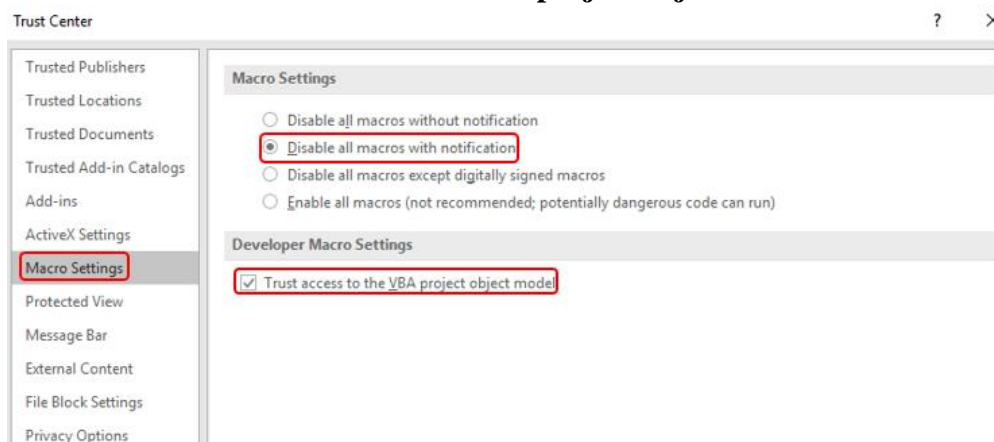 Trust Center ? ×
Trusted Publishers
Trusted Locations
Trusted Documents
Trusted Add-in Catalogs
Add-ins
ActiveX Settings
Macro Settings
Protected View
Message Bar
External Content
File Block Settings
Privacy Options
Macro Settings
Disable all macros without notification
Disable all macros with notification
Disable all macros except digitally signed macros
Enable all macros (not recommended; potentially dangerous code can run)
Developer Macro Settings
Trust access to the VBA project object model